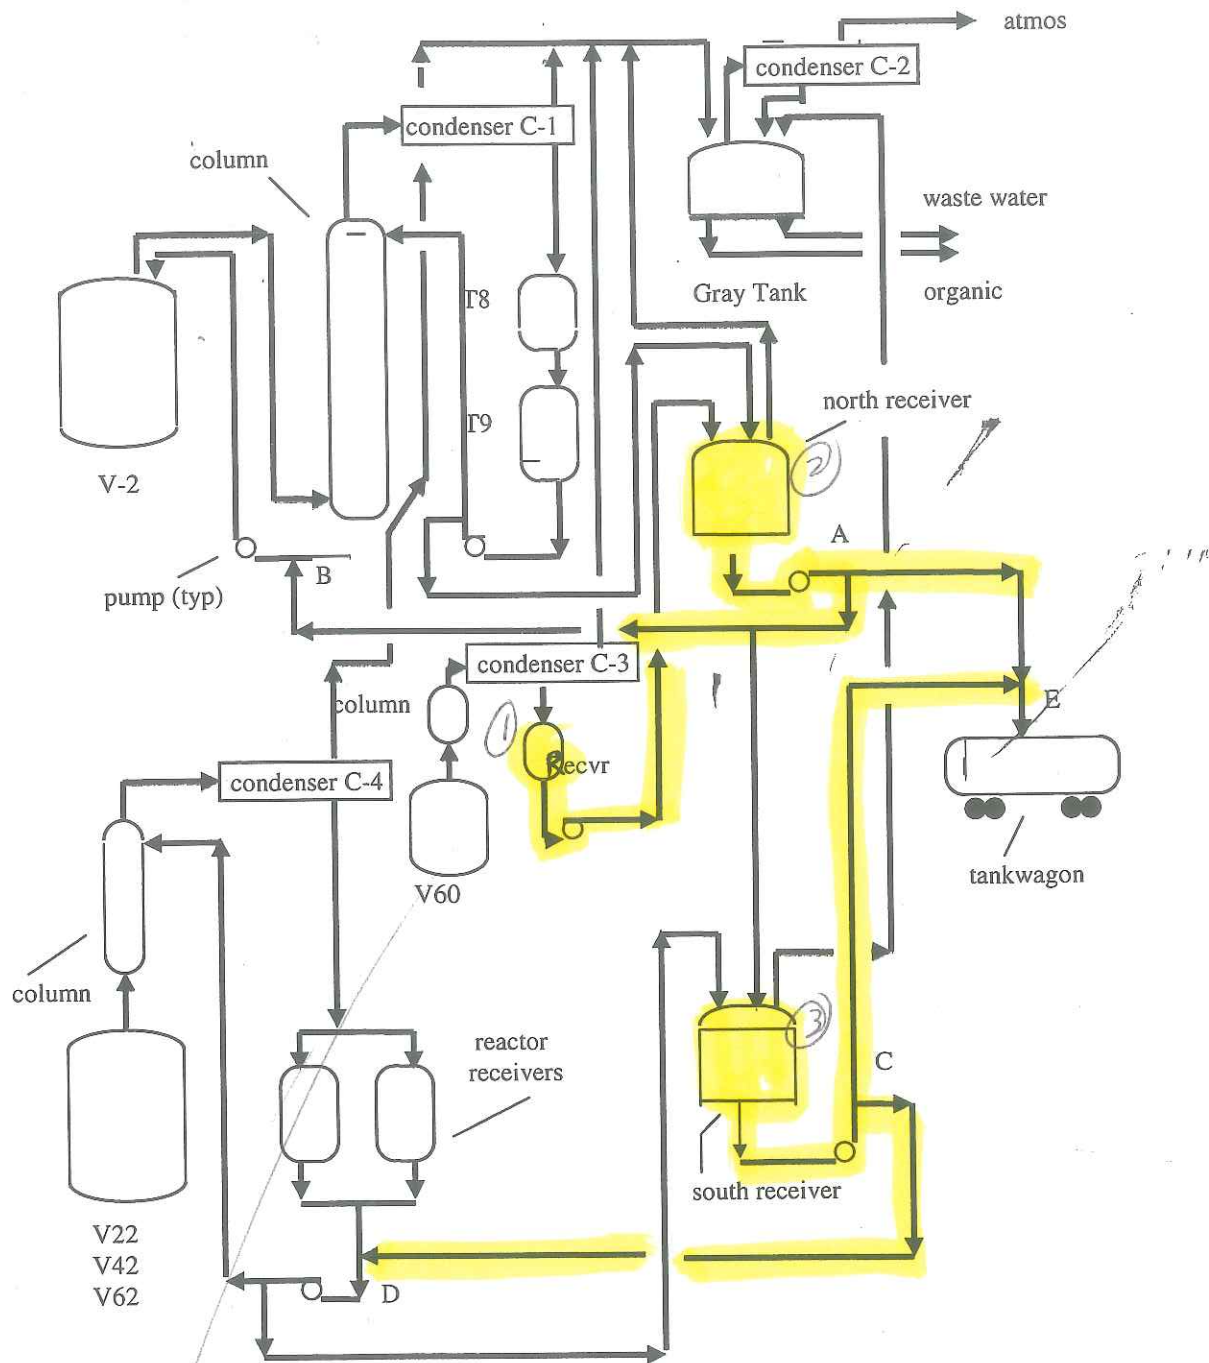 atmos
condenser C-2
condenser C-1
column
waste water
Gray Tank
organic
T8
north receiver
T9
V-2
2
A
B
pump (typ)
condenser C-3
column
1
E
Recvr
condenser C-4
tankwagon
V60
column
3
reactor
receivers
C
south receiver
V22
V42
V62
D